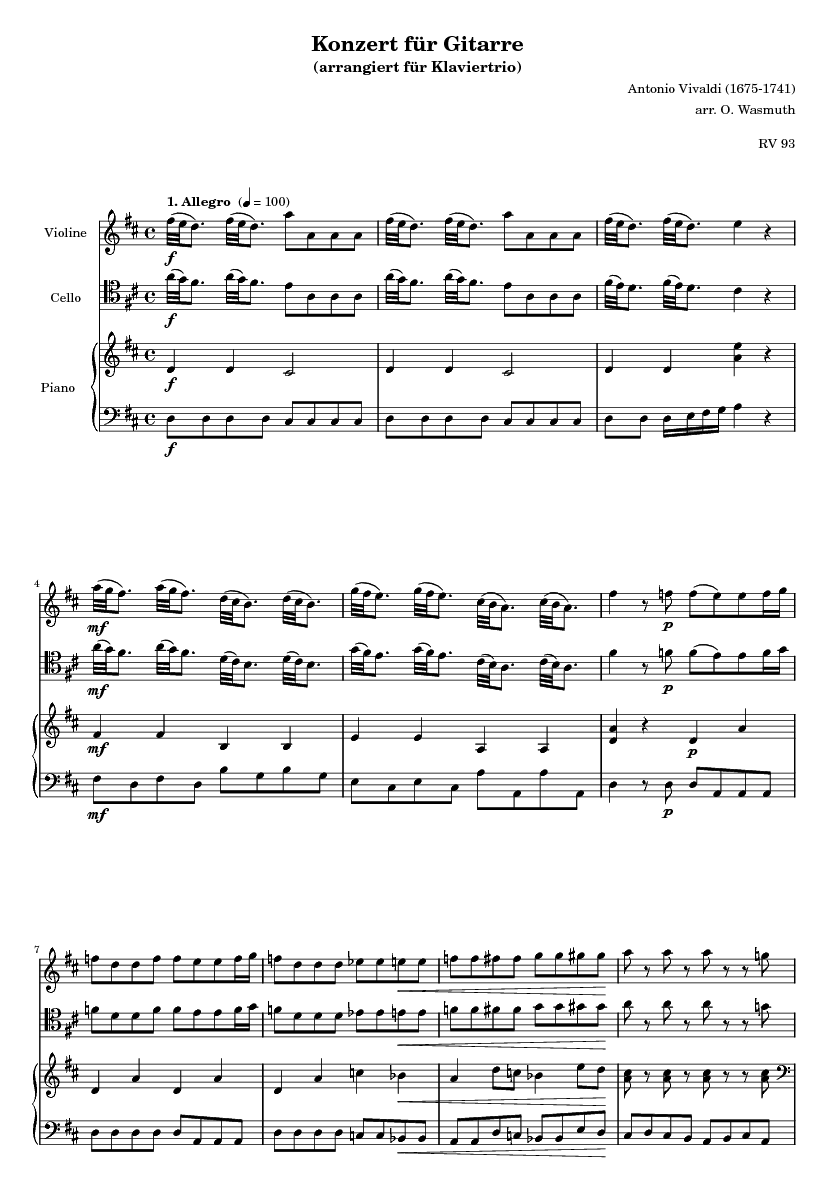 Konzert für Gitarre
(arrangiert für Klaviertrio)
Antonio Vivaldi (1675-1741)
arr. O. Wasmuth
RV 93
1. Allegro (♩ = 100)
Violine
f
Cello
f
Piano
f
f
4
mf
p
mf
p
mf
p
mf
p
7